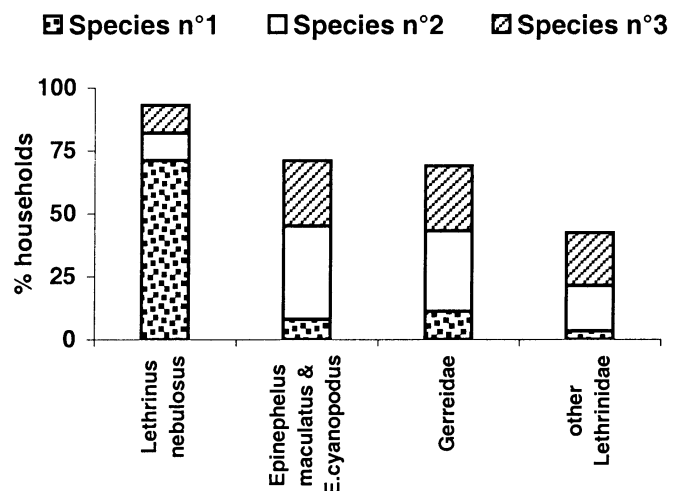 Species n°1 Species n°2 Species n°3
100
75
50
25
0
% households
Lethrinus
nebulosus
Epinephelus
maculatus &
E.cyanopodus
Gerreidae
other
Lethrinidae